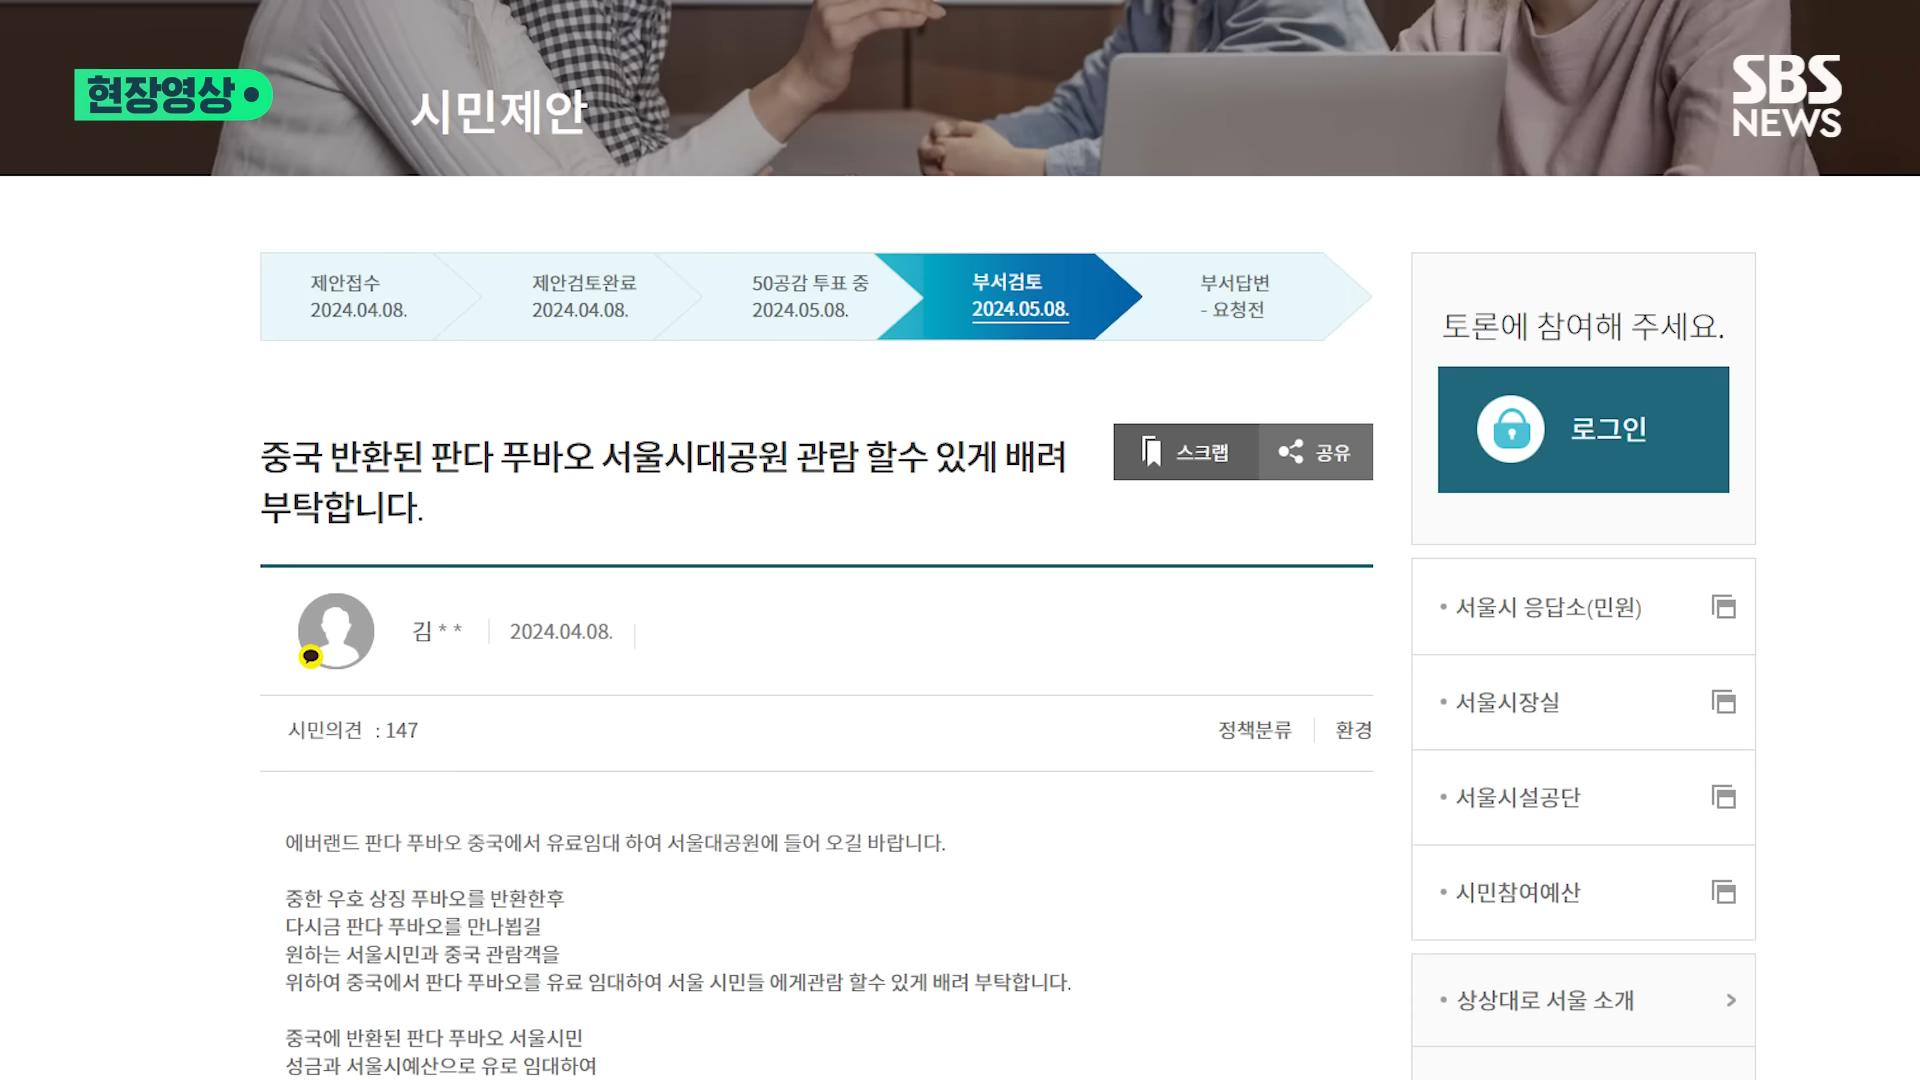 현장영상
시민제안
SBS
NEWS
제안접수
2024.04.08.
제안검토완료
2024.04.08.
50공감 투표 중
2024.05.08.
부서검토
2024.05.08.
부서답변
- 요청전
중국 반환된 판다 푸바오 서울시대공원 관람 할수 있게 배려
부탁합니다.
스크랩
공유
김 * *
2024.04.08.
시민의견 : 147
정책분류
환경
에버랜드 판다 푸바오 중국에서 유료임대 하여 서울대공원에 들어 오길 바랍니다.
중한 우호 상징 푸바오를 반환한후
다시금 판다 푸바오를 만나뵙길
원하는 서울시민과 중국 관람객을
위하여 중국에서 판다 푸바오를 유료 임대하여 서울 시민들 에게관람 할수 있게 배려 부탁합니다.
중국에 반환된 판다 푸바오 서울시민
성금과 서울시예산으로 유로 임대하여
토론에 참여해 주세요.
로그인
• 서울시 응답소(민원)
• 서울시장실
• 서울시설공단
• 시민참여예산
• 상상대로 서울 소개